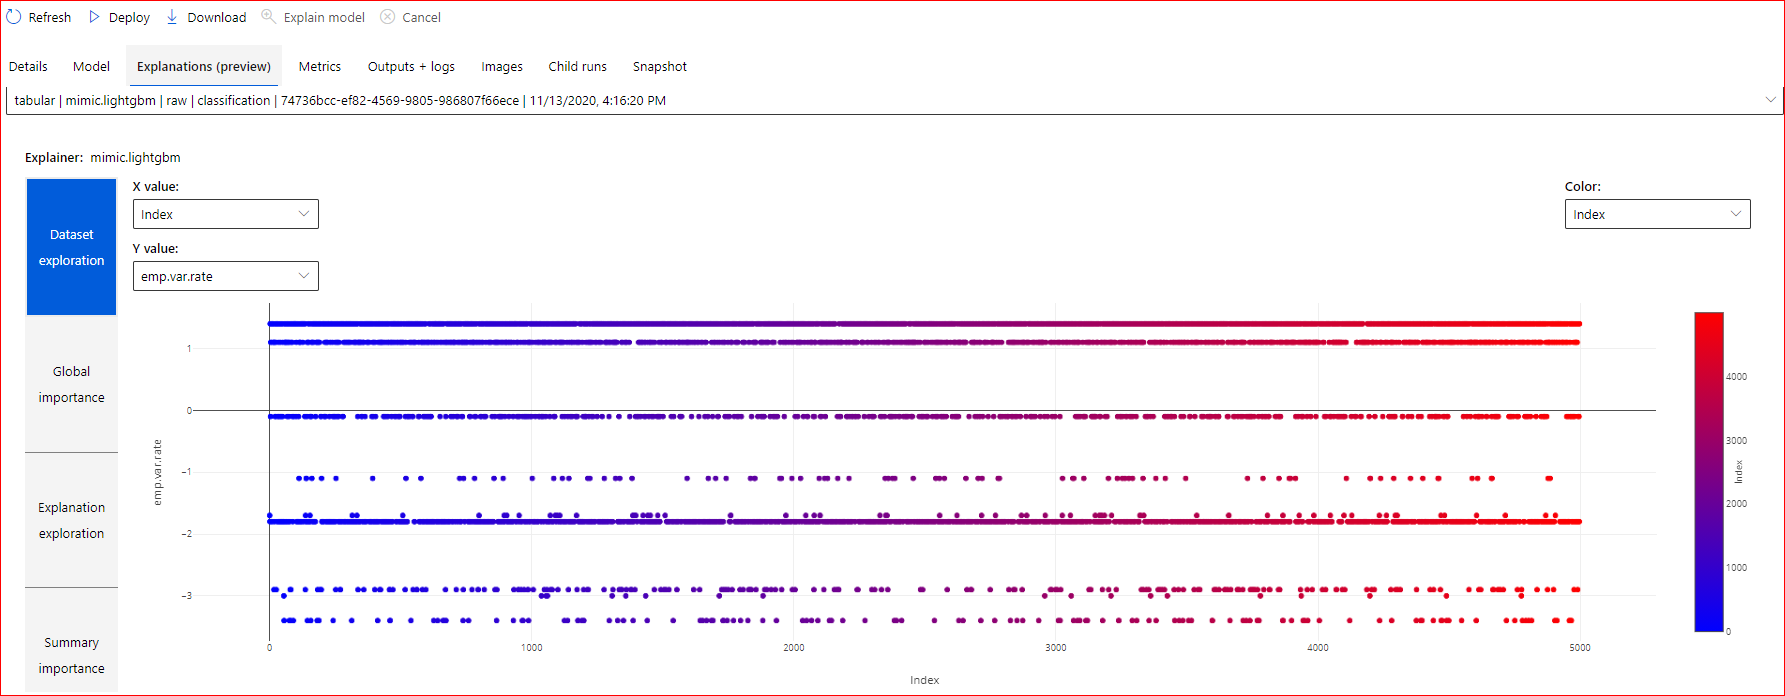 Refresh Deploy Download Explain model Cancel
Details Model Explanations (preview) Metrics Outputs + logs Images Child runs Snapshot
tabular | mimic.lightgbm | raw | classification | 74736bcc-ef82-4569-9805-986807f66ece | 11/13/2020, 4:16:20 PM
Explainer: mimic.lightgbm
Dataset
exploration
Global
importance
Explanation
exploration
Summary
importance
X value:
Index
Y value:
emp.var.rate
Color:
Index
1
0
−1
−2
−3
emp.var.rate
0 1000 2000 3000 4000 5000
Index
4000
3000
2000
1000
0
Index